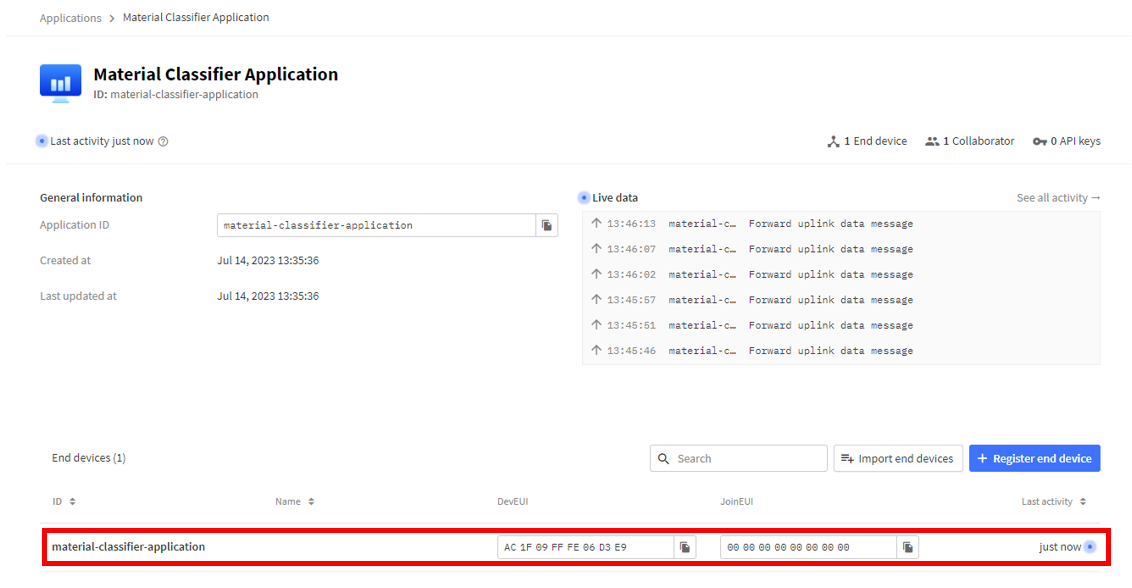 Applications > Material Classifier Application
Material Classifier Application
ID: material-classifier-application
Last activity just now
1 End device 1 Collaborator 0 API keys
General information
Application ID material-classifier-application
Created at Jul 14, 2023 13:35:36
Last updated at Jul 14, 2023 13:35:36
Live data See all activity →
↑ 13:46:13 material-c… Forward uplink data message
↑ 13:46:07 material-c… Forward uplink data message
↑ 13:46:02 material-c… Forward uplink data message
↑ 13:45:57 material-c… Forward uplink data message
↑ 13:45:51 material-c… Forward uplink data message
↑ 13:45:46 material-c… Forward uplink data message
End devices (1) Search Import end devices + Register end device
ID Name DevEUI JoinEUI Last activity
material-classifier-application AC 1F 09 FF FE 06 D3 E9 00 00 00 00 00 00 00 00 just now